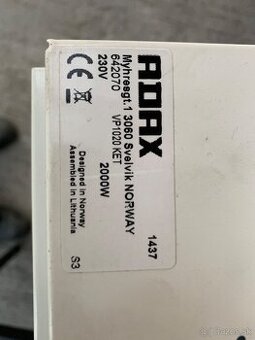 ADAX
Myhresgt.1 3060 Svelvik NORWAY
642070 VP1020 KET
230V 2000W
1437
CE
Designed in Norway
Assembled in Lithuania
S3